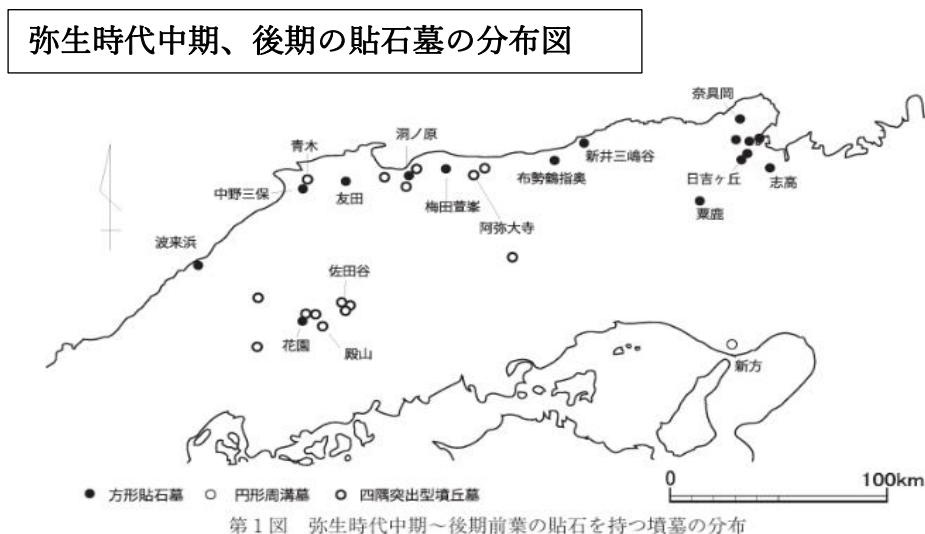 弥生時代中期、後期の貼石墓の分布図
奈具岡
洞ノ原
青木
新井三嶋谷
中野三保
友田
布勢鶴指奥
日吉ヶ丘
志高
梅田萱峯
粟鹿
阿弥大寺
波来浜
佐田谷
花園
殿山
新方
0 100km
方形貼石墓 円形周溝墓 四隅突出型墳丘墓
第1図 弥生時代中期～後期前葉の貼石を持つ墳墓の分布